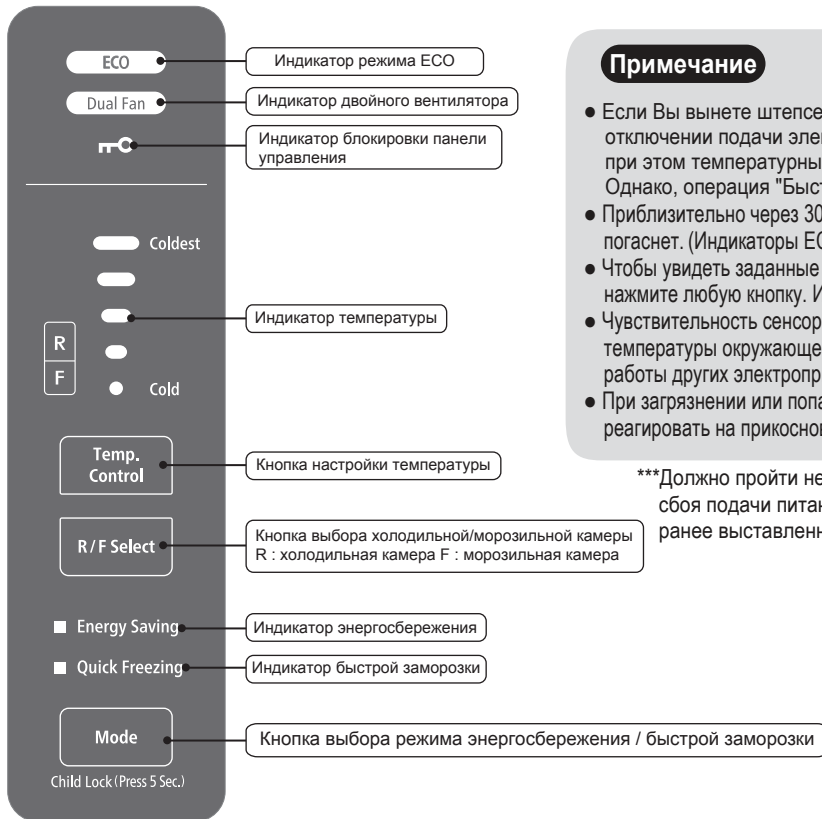 ECO
Индикатор режима ECO
Dual Fan
Индикатор двойного вентилятора
Индикатор блокировки панели
управления
Coldest
Индикатор температуры
R
F
Cold
Temp.
Control
Кнопка настройки температуры
R / F Select
Кнопка выбора холодильной/морозильной камеры
R : холодильная камера F : морозильная камера
Energy Saving
Индикатор энергосбережения
Quick Freezing
Индикатор быстрой заморозки
Mode
Кнопка выбора режима энергосбережения / быстрой заморозки
Child Lock (Press 5 Sec.)
Примечание
● Если Вы вынете штепсе
отключении подачи элек
при этом температурны
Однако, операция "Быст
● Приблизительно через 30
погаснет. (Индикаторы EC
● Чтобы увидеть заданные
нажмите любую кнопку. И
● Чувствительность сенсор
температуры окружающе
работы других электропр
● При загрязнении или попа
реагировать на прикоснов
***Должно пройти не
сбоя подачи питан
ранее выставленн